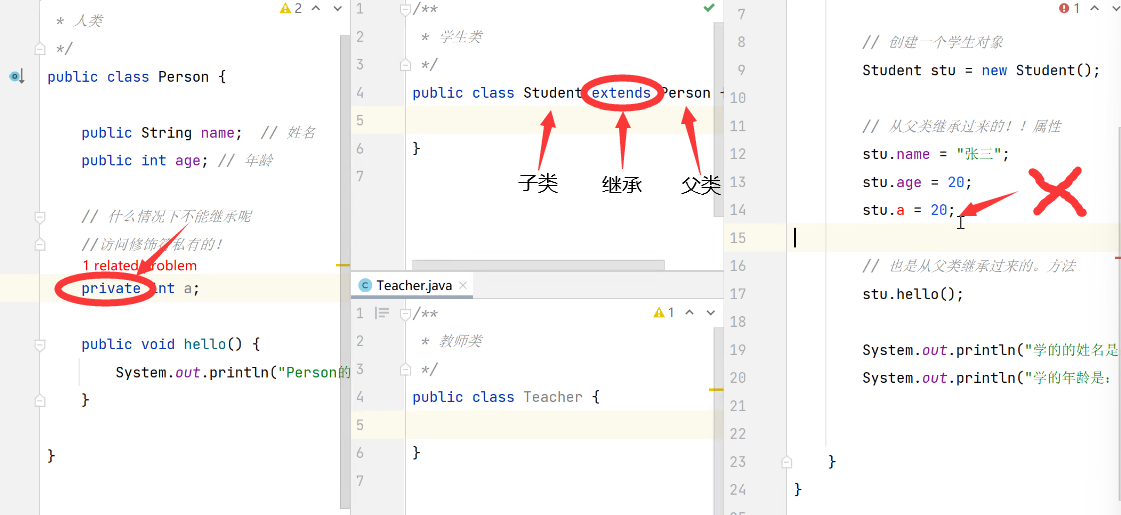 2
* 人类
*/
public class Person {
public String name;  // 姓名
public int age; // 年龄
// 什么情况下不能继承呢
//访问修饰符私有的！
1 related problem
private int a;
public void hello() {
System.out.println("Person的
}
}
1 /**
2 * 学生类
3 */
4 public class Student extends Person {
5
6 }
7
子类
继承
父类
Teacher.java
1 /**
1
2 * 教师类
3 */
4 public class Teacher {
5
6 }
7
1
7
8 // 创建一个学生对象
9 Student stu = new Student();
10
11 // 从父类继承过来的！！属性
12 stu.name = "张三";
13 stu.age = 20;
14 stu.a = 20;
15
16 // 也是从父类继承过来的。方法
17 stu.hello();
18
19 System.out.println("学的的姓名是
20 System.out.println("学的年龄是：
21
22
23 }
24 }